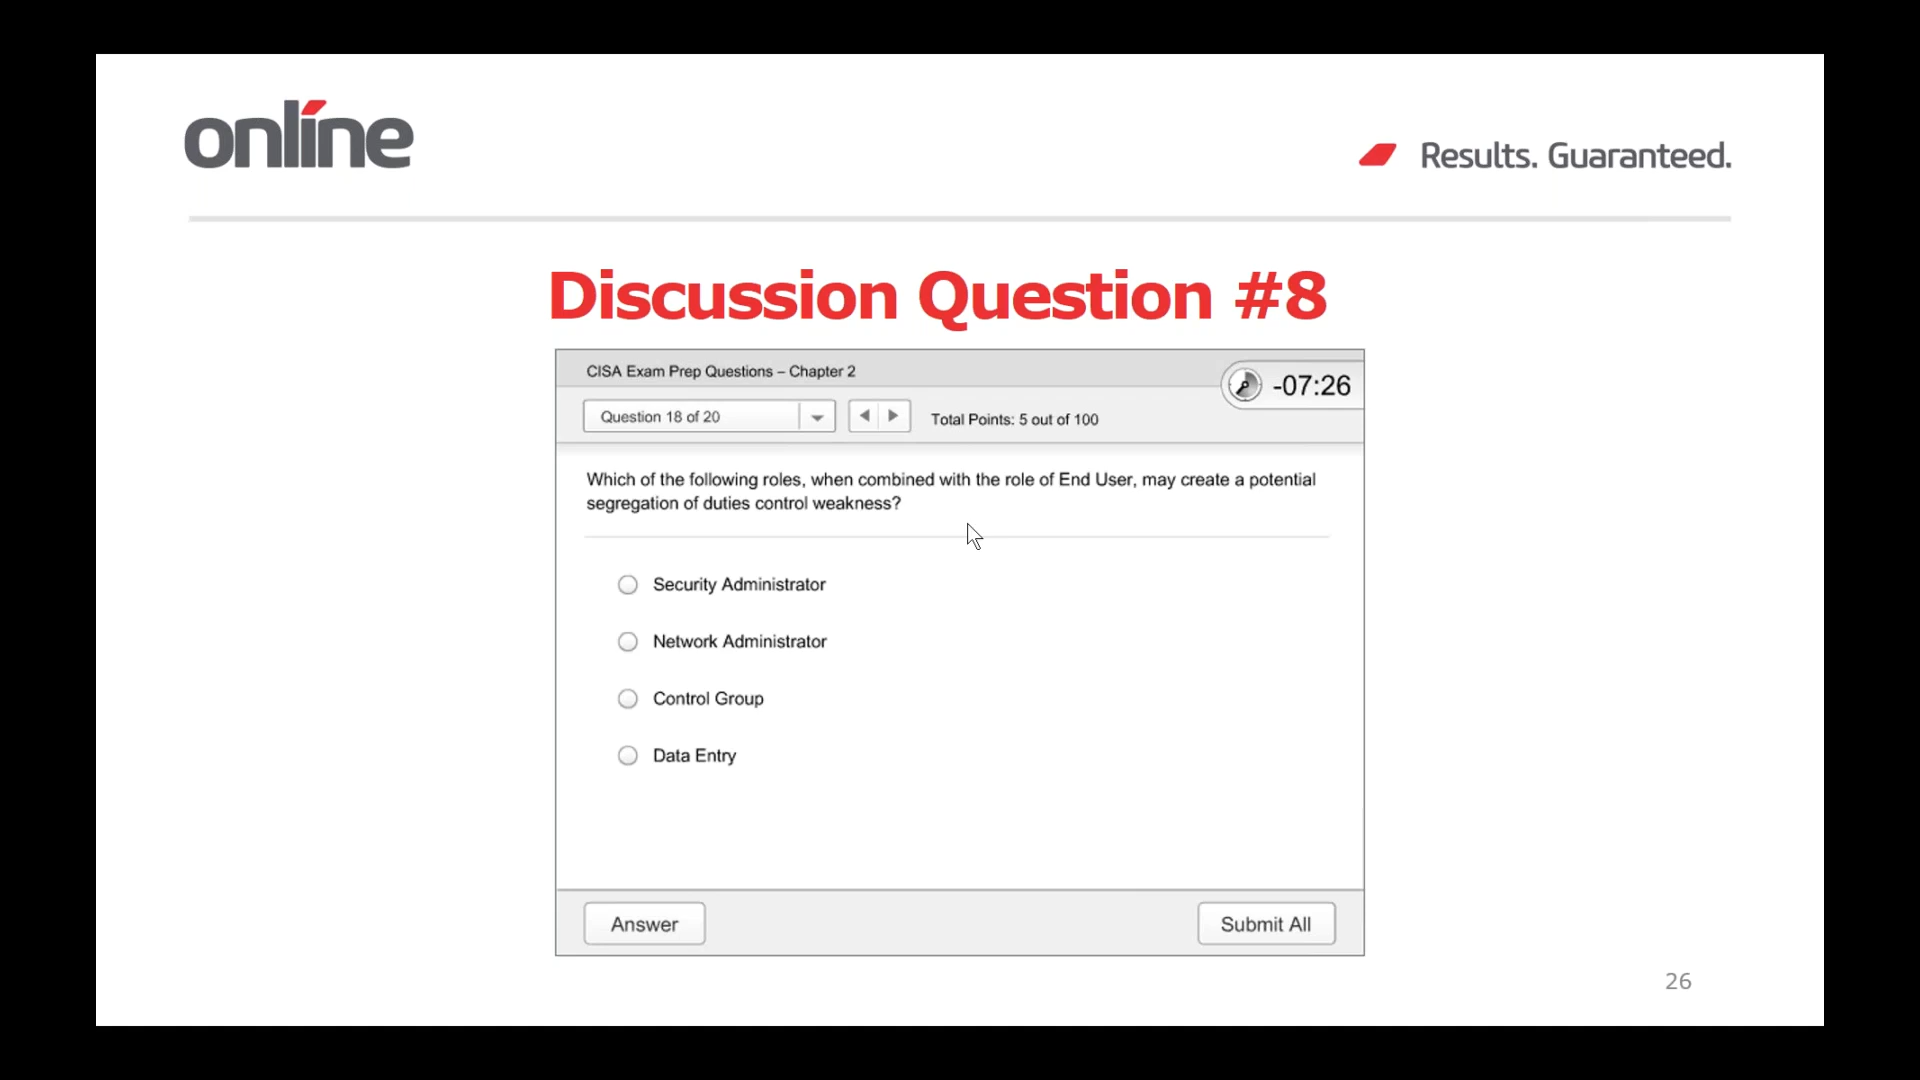 online
Results. Guaranteed.
Discussion Question #8
CISA Exam Prep Questions – Chapter 2
-07:26
Question 18 of 20
Total Points: 5 out of 100
Which of the following roles, when combined with the role of End User, may create a potential
segregation of duties control weakness?
Security Administrator
Network Administrator
Control Group
Data Entry
Answer
Submit All
26